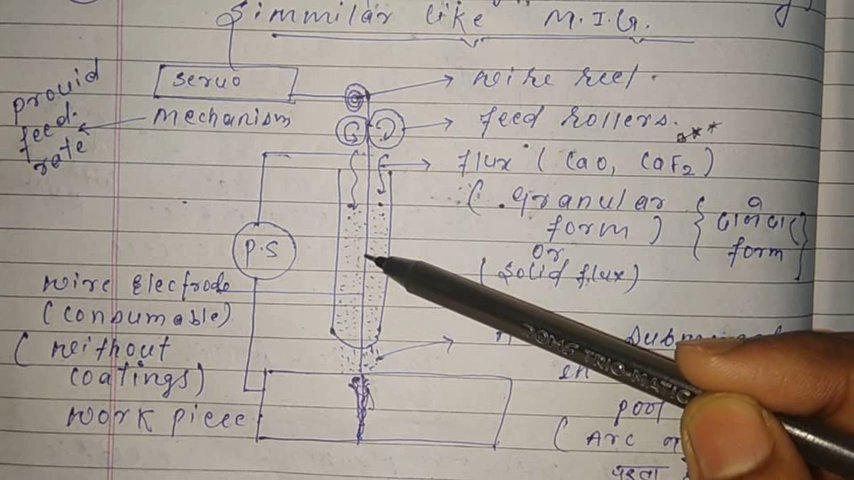 Simmilar like M.I.G.
Servo
mechanism
provid
feed.
rate
wire reel.
feed rollers.
flux (CaO, CaF2)
( Granular
form )
or
(Solid flux)
form
P.S
wire Electrode
(consumable)
( without
coatings)
work piece
pool
( Arc